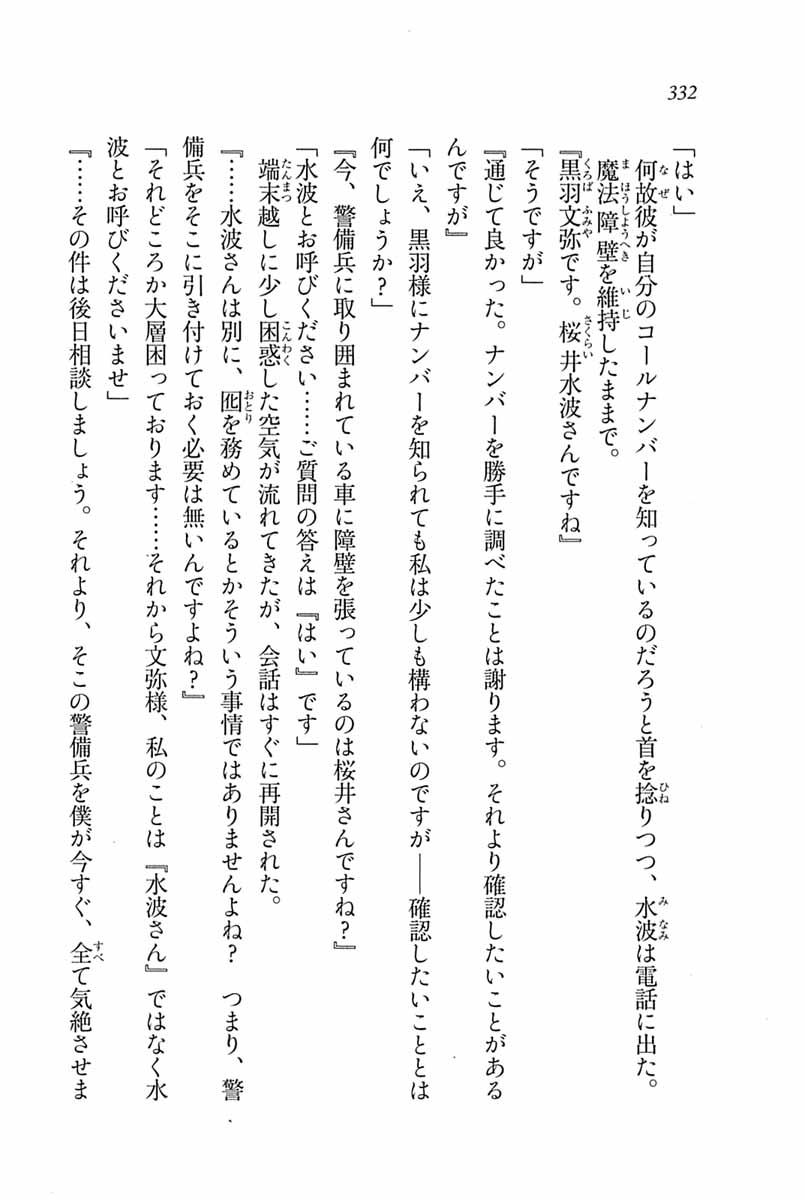 332
「はい」
　何故彼が自分のコールナンバーを知っているのだろうと首を捻りつつ、水波は電話に出た。
魔法障壁を維持したままで。
『黒羽文弥です。桜井水波さんですね』
「そうですが」
『通じて良かった。ナンバーを勝手に調べたことは謝ります。それより確認したいことがある
んですが』
「いえ、黒羽様にナンバーを知られても私は少しも構わないのですが――確認したいこととは
何でしょうか？」
『今、警備兵に取り囲まれている車に障壁を張っているのは桜井さんですね？』
「水波とお呼びください……ご質問の答えは『はい』です」
　端末越しに少し困惑した空気が流れてきたが、会話はすぐに再開された。
『……水波さんは別に、囮を務めているとかそういう事情ではありませんよね？　つまり、警
備兵をそこに引き付けておく必要は無いんですよね？』
「それどころか大層困っております……それから文弥様、私のことは『水波さん』ではなく水
波とお呼びくださいませ」
『……その件は後日相談しましょう。それより、そこの警備兵を僕が今すぐ、全て気絶させま